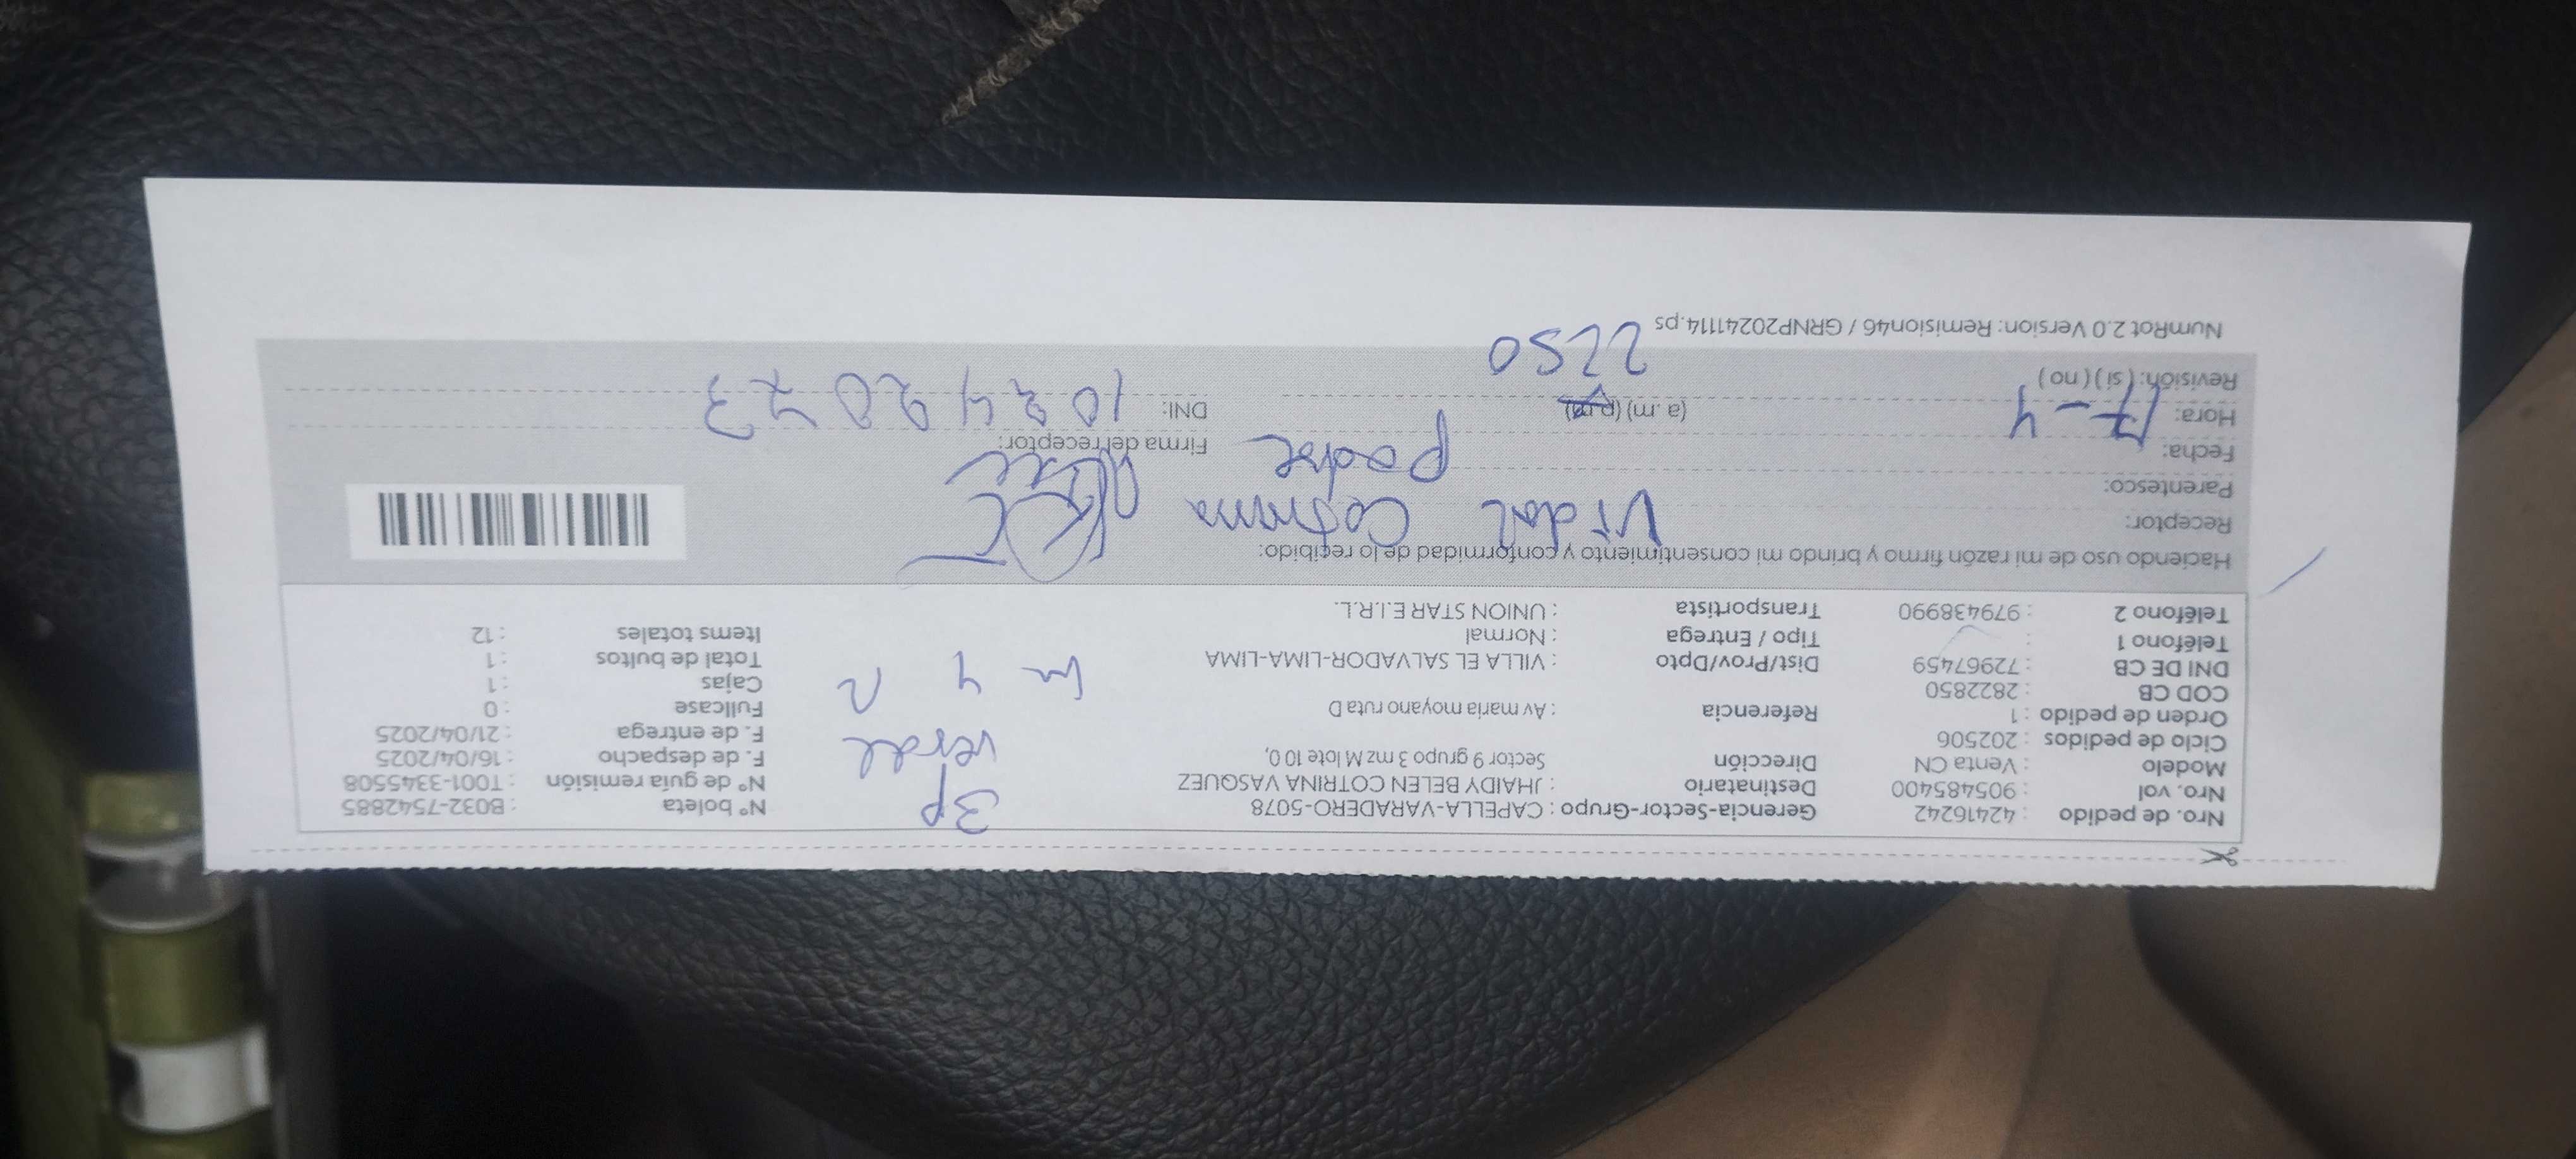 Nro. de pedido : 42416242 Gerencia-Sector-Grupo : CAPELLA-VARADERO-5078 3p N° boleta : B032-7542885
Nro. vol : 905485400 Destinatario : JHAIDY BELEN COTRINA VASQUEZ N° de guía remisión : T001-3345508
Modelo : Venta CN Dirección Sector 9 grupo 3 mz M lote 10 0, verde F. de despacho : 16/04/2025
Ciclo de pedidos : 202506 F. de entrega : 21/04/2025
Orden de pedido : 1 Referencia : Av maria moyano ruta D Fullcase : 0
COD CB : 2822850 Cajas : 1
DNI DE CB : 72967459 Dist/Prov/Dpto : VILLA EL SALVADOR-LIMA-LIMA 4 Total de bultos : 1
Teléfono 1 : Tipo / Entrega : Normal Items totales : 12
Teléfono 2 : 979438990 Transportista : UNION STAR E.I.R.L.
Haciendo uso de mi razón firmo y brindo mi consentimiento y conformidad de lo recibido:
Receptor: Vidal Cotrina
Parentesco: padre
Fecha: 17-4 Firma del receptor:
Hora: (a.m) (p.m) DNI:
Revisión: (si) (no) 2250
NumRot 2.0 Version: Remision46 / GRNP20241114.ps